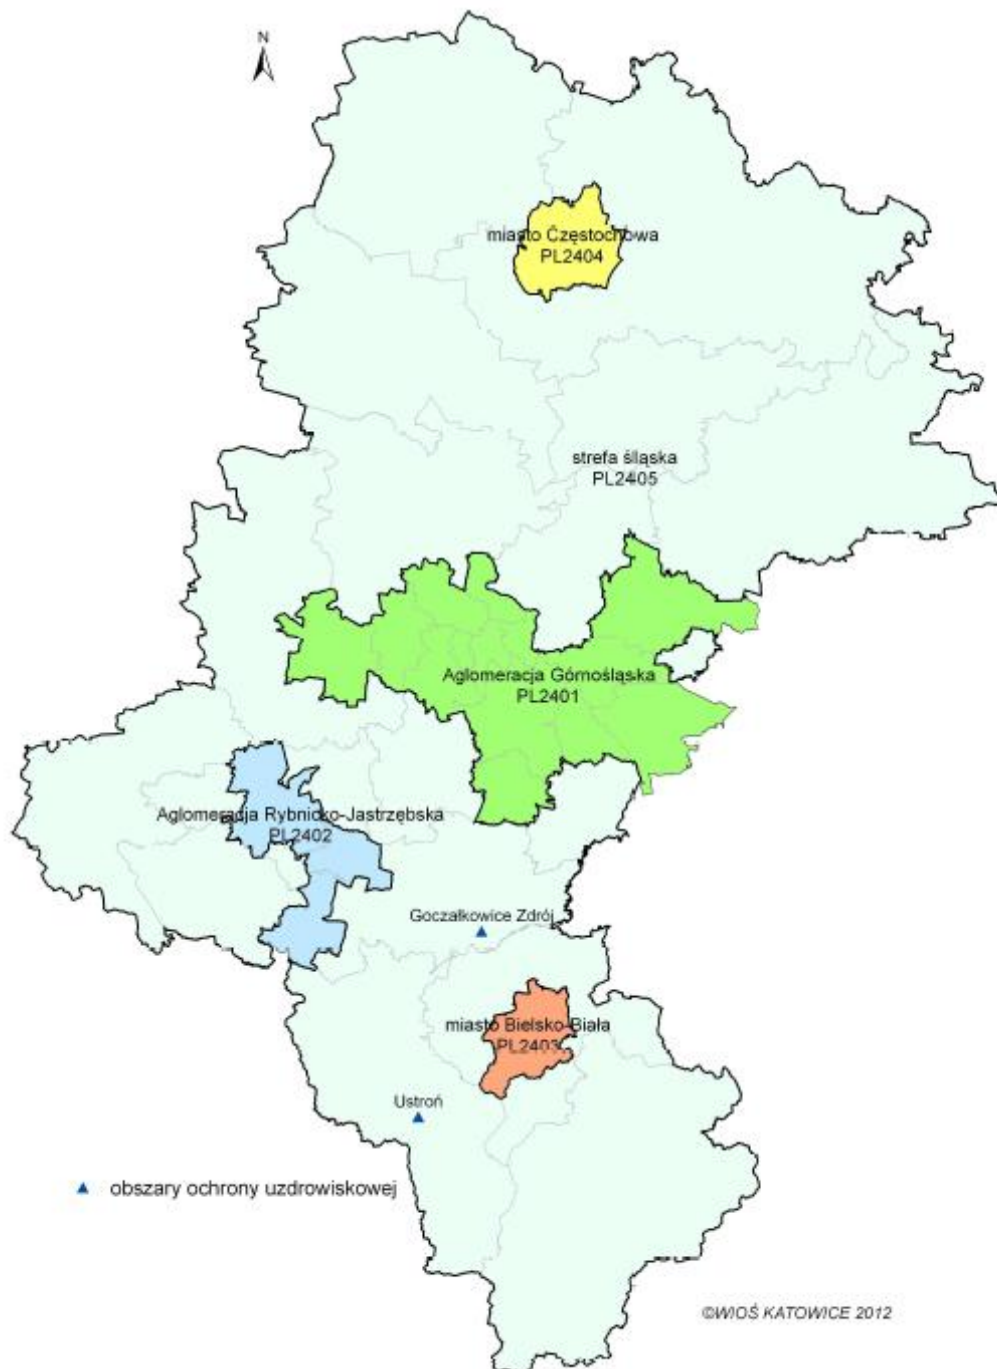 N
miasto Częstochowa
PL2404
strefa śląska
PL2405
Aglomeracja Górnośląska
PL2401
Aglomeracja Rybnicko-Jastrzębska
PL2402
Goczałkowice Zdrój
miasto Bielsko-Biała
PL2403
Ustroń
obszary ochrony uzdrowiskowej
©WIOŚ KATOWICE 2012